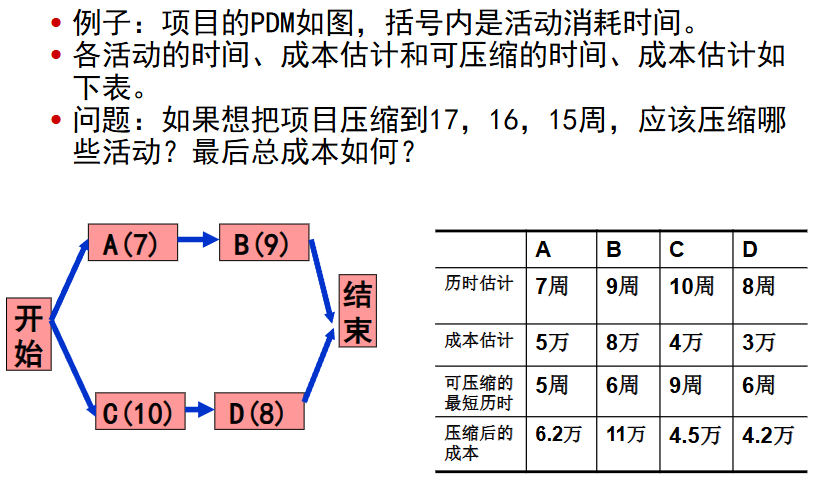 • 例子：项目的PDM如图，括号内是活动消耗时间。
• 各活动的时间、成本估计和可压缩的时间、成本估计如
下表。
• 问题：如果想把项目压缩到17，16，15周，应该压缩哪
些活动？最后总成本如何？
A(7)
B(9)
开
始
结
束
C(10)
D(8)
A B C D
历时估计 7周 9周 10周 8周
成本估计 5万 8万 4万 3万
可压缩的
最短历时 5周 6周 9周 6周
压缩后的
成本 6.2万 11万 4.5万 4.2万